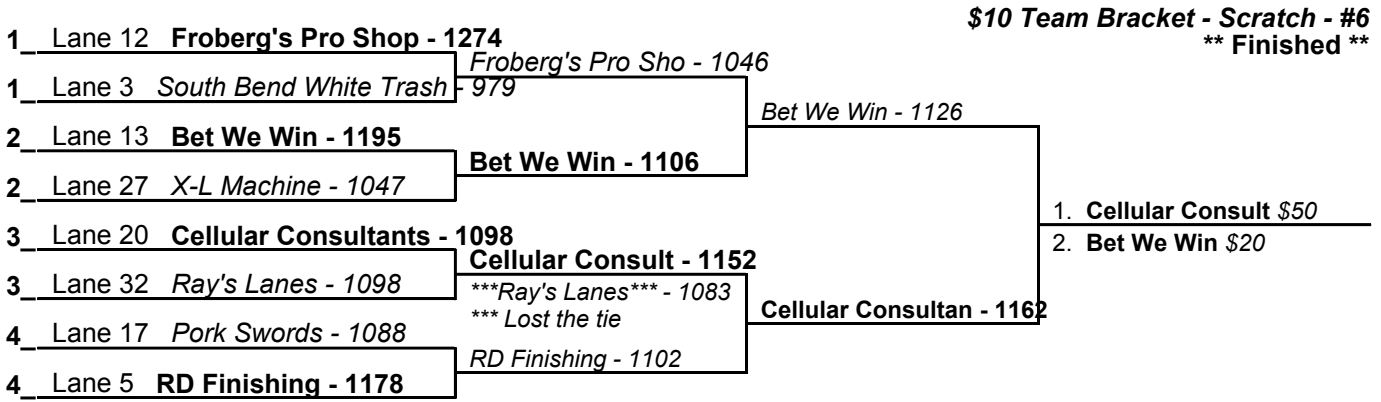 $10 Team Bracket - Scratch - #6
** Finished **
1_ Lane 12 Froberg's Pro Shop - 1274
Froberg's Pro Sho - 1046
1_ Lane 3 South Bend White Trash - 979
Bet We Win - 1126
2_ Lane 13 Bet We Win - 1195
Bet We Win - 1106
2_ Lane 27 X-L Machine - 1047
1. Cellular Consult $50
2. Bet We Win $20
3_ Lane 20 Cellular Consultants - 1098
Cellular Consult - 1152
3_ Lane 32 Ray's Lanes - 1098
***Ray's Lanes*** - 1083
*** Lost the tie
Cellular Consultan - 1162
4_ Lane 17 Pork Swords - 1088
RD Finishing - 1102
4_ Lane 5 RD Finishing - 1178